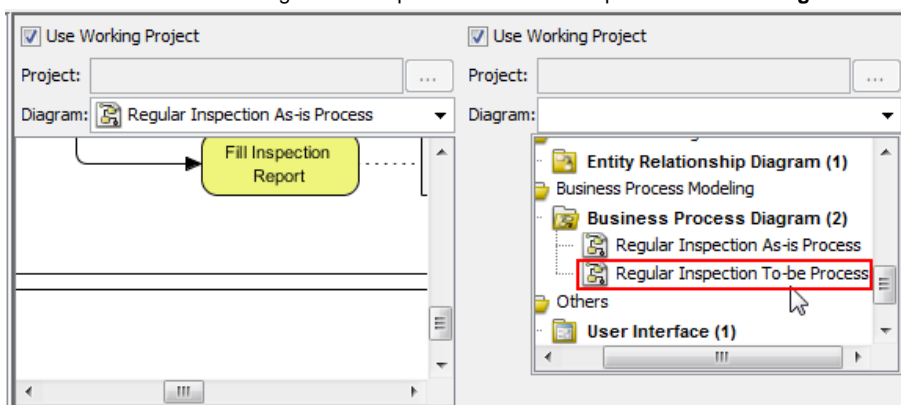 Use Working Project
Project:
...
Diagram: Regular Inspection As-is Process
Fill Inspection
Report
Use Working Project
Project:
...
Diagram:
Entity Relationship Diagram (1)
Business Process Modeling
Business Process Diagram (2)
Regular Inspection As-is Process
Regular Inspection To-be Process
Others
User Interface (1)